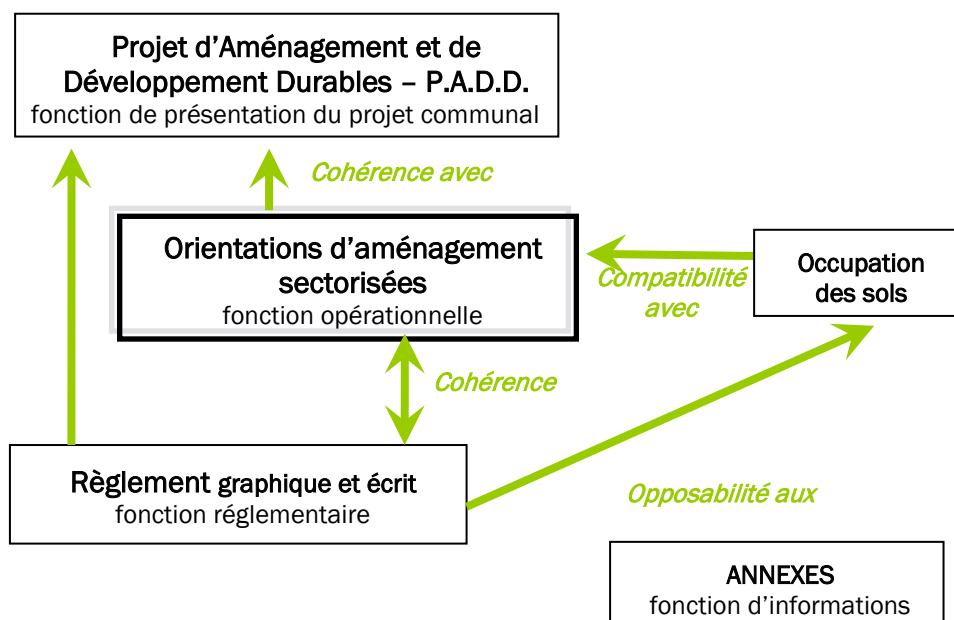 Projet d’Aménagement et de
Développement Durables – P.A.D.D.
fonction de présentation du projet communal
Cohérence avec
Orientations d’aménagement
sectorisées
fonction opérationnelle
Compatibilité
avec
Occupation
des sols
Cohérence
Règlement graphique et écrit
fonction réglementaire
Opposabilité aux
ANNEXES
fonction d’informations